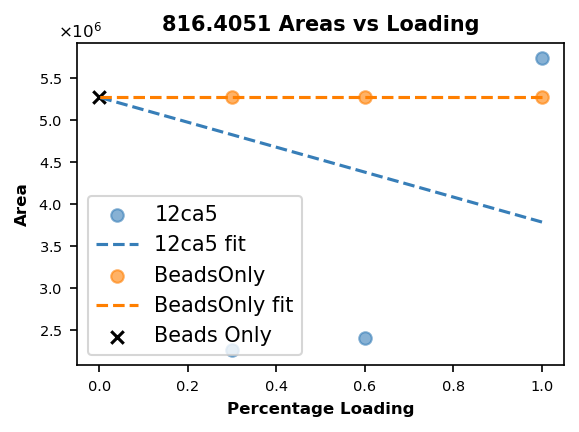 816.4051 Areas vs Loading
×10⁶
5.5
5.0
4.5
4.0
3.5
3.0
2.5
Area
12ca5
12ca5 fit
BeadsOnly
BeadsOnly fit
Beads Only
0.0 0.2 0.4 0.6 0.8 1.0
Percentage Loading